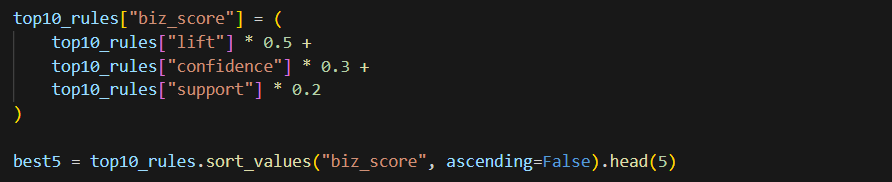 top10_rules["biz_score"] = (
    top10_rules["lift"] * 0.5 +
    top10_rules["confidence"] * 0.3 +
    top10_rules["support"] * 0.2
)
best5 = top10_rules.sort_values("biz_score", ascending=False).head(5)